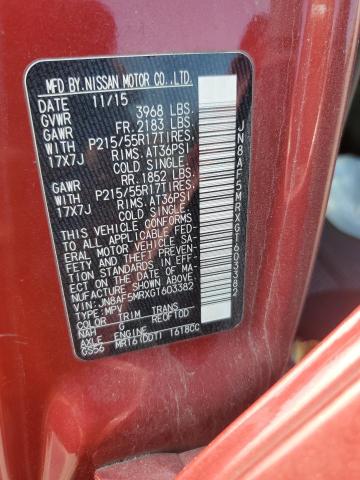 MFD BY. NISSAN MOTOR CO., LTD.
DATE 11/15
GVWR 3968 LBS.
GAWR FR. 2183 LBS.
WITH P215/55R17TIRES,
17X7J RIMS, AT36PSI
COLD SINGLE.
GAWR RR. 1852 LBS.
WITH P215/55R17TIRES,
17X7J RIMS, AT36PSI
COLD SINGLE.
THIS VEHICLE CONFORMS
TO ALL APPLICABLE FED-
ERAL MOTOR VEHICLE SA-
FETY AND THEFT PREVEN-
TION STANDARDS IN EFF-
ECT ON THE DATE OF MA-
NUFACTURE SHOWN ABOVE.
VIN: JN8AF5MRXGT603382
TYPE: MPV
COLOR TRIM TRANS
NAH G RE0F10D
AXLE ENGINE
GS56 MR16(DDT) 1618CC
JN8AF5MRXGT603382